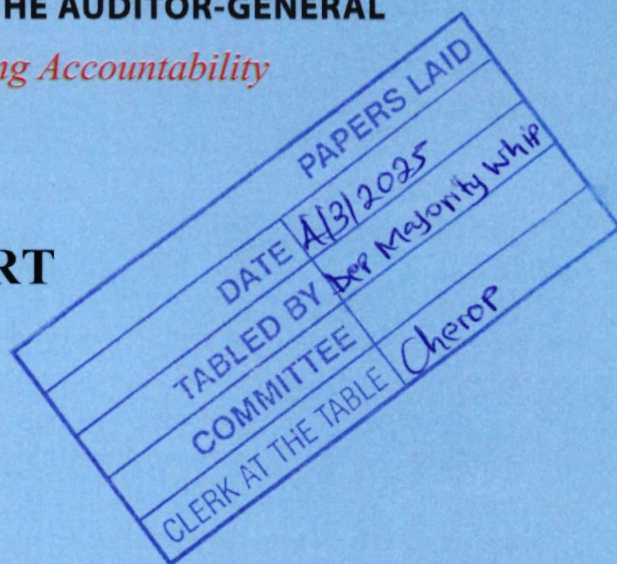 THE AUDITOR-GENERAL
ng Accountability
RT
PAPERS LAID
DATE 4/3/2025
TABLED BY Dep Majority Whip
COMMITTEE
CLERK AT THE TABLE Cherop